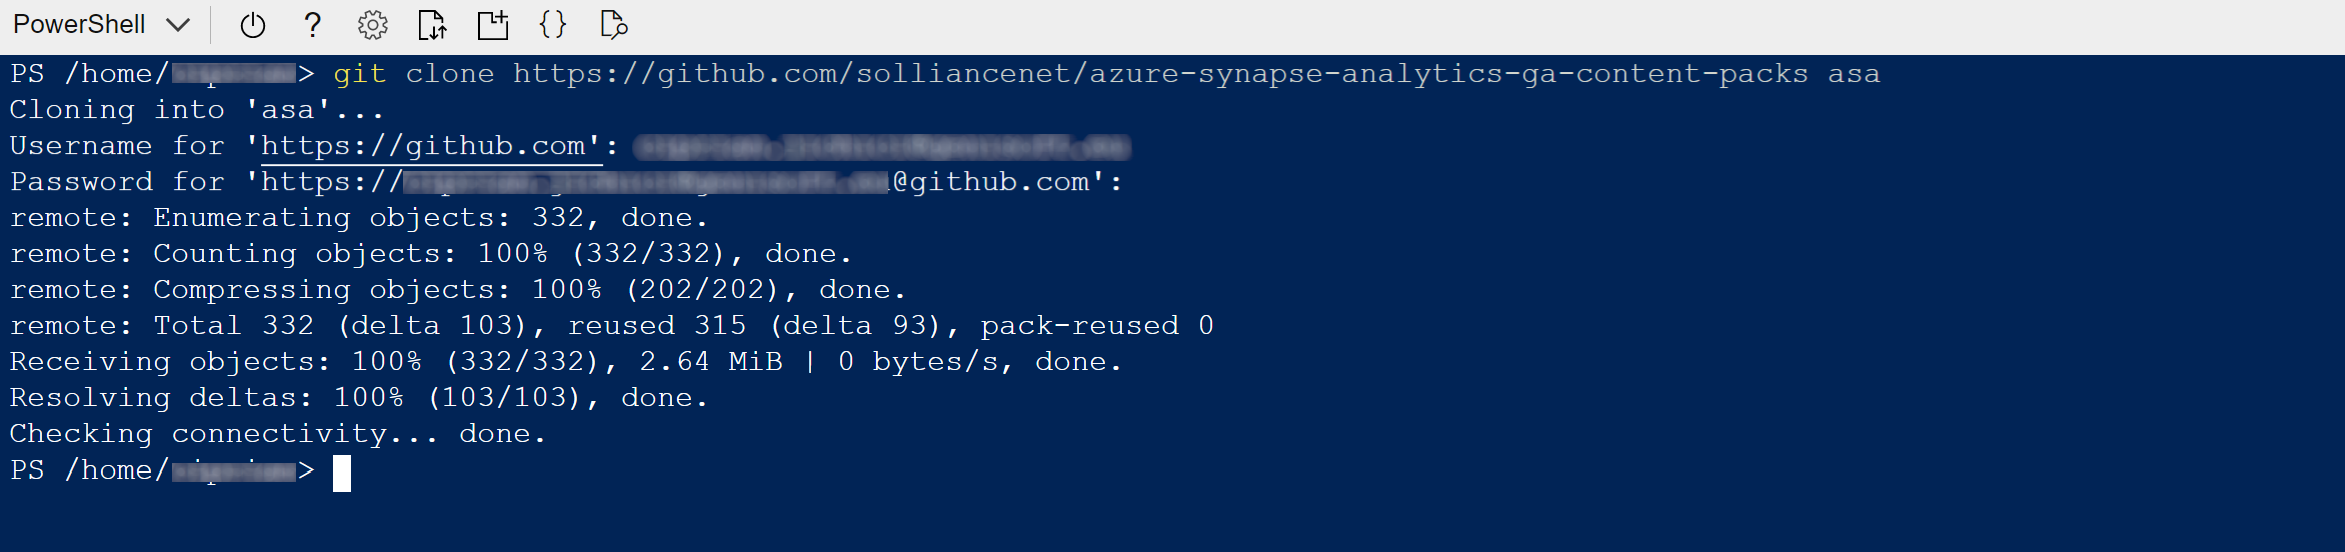 PowerShell
PS /home/> git clone https://github.com/solliancenet/azure-synapse-analytics-ga-content-packs asa
Cloning into 'asa'...
Username for 'https://github.com':
Password for 'https://@github.com':
remote: Enumerating objects: 332, done.
remote: Counting objects: 100% (332/332), done.
remote: Compressing objects: 100% (202/202), done.
remote: Total 332 (delta 103), reused 315 (delta 93), pack-reused 0
Receiving objects: 100% (332/332), 2.64 MiB | 0 bytes/s, done.
Resolving deltas: 100% (103/103), done.
Checking connectivity... done.
PS /home/>